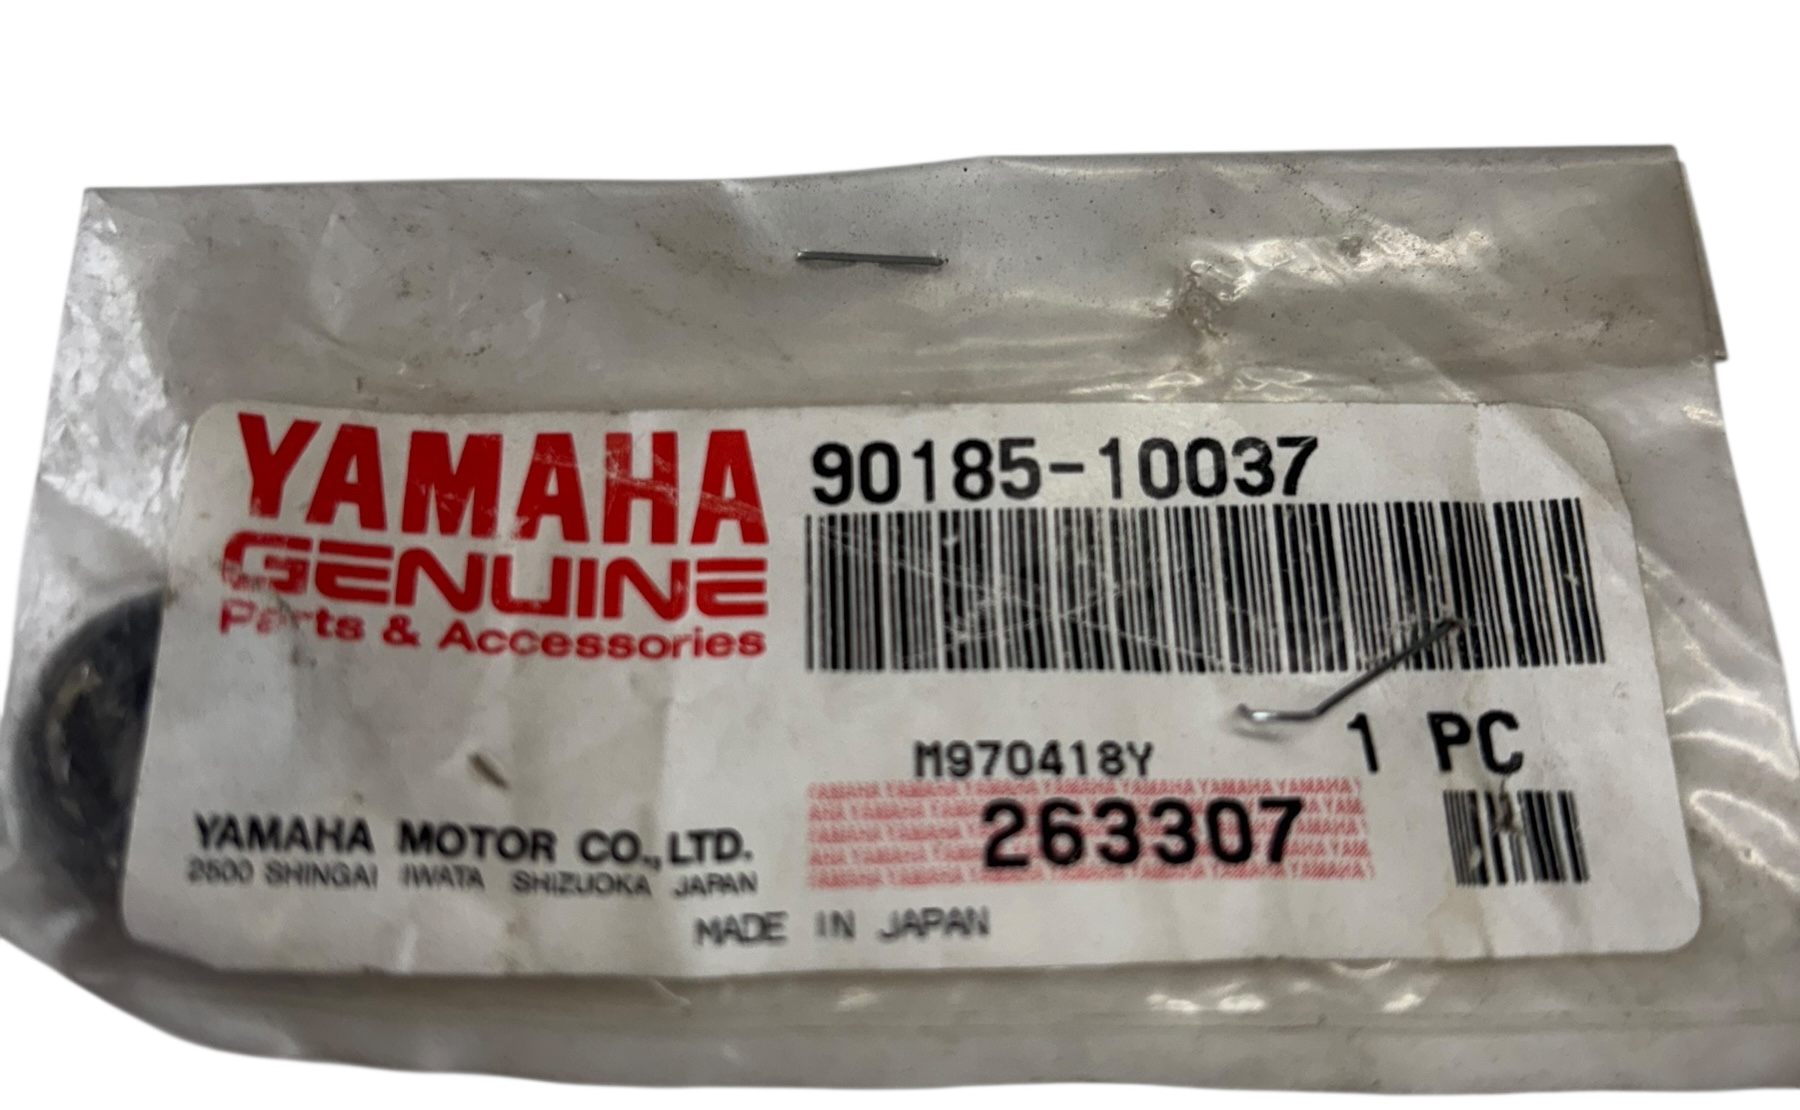 YAMAHA
GENUINE
Parts & Accessories
90185-10037
M970418Y
1 PC
263307
YAMAHA MOTOR CO., LTD.
2500 SHINGAI IWATA SHIZUOKA JAPAN
MADE IN JAPAN